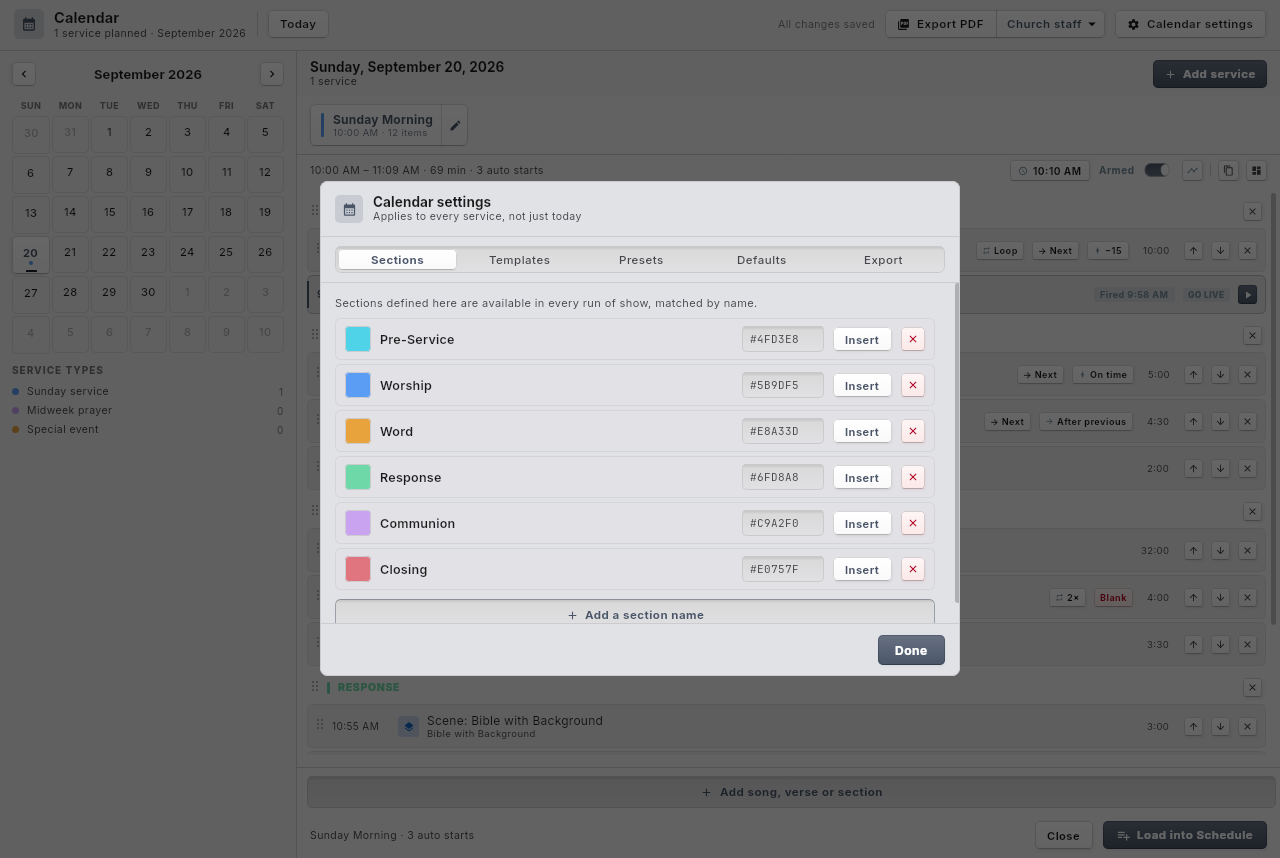 Calendar
1 service planned · September 2026
Today
All changes saved
Export PDF
Church staff
Calendar settings
September 2026
SUN MON TUE WED THU FRI SAT
30 31 1 2 3 4 5
6 7 8 9 10 11 12
13 14 15 16 17 18 19
20 21 22 23 24 25 26
27 28 29 30 1 2 3
4 5 6 7 8 9 10
SERVICE TYPES
Sunday service 1
Midweek prayer 0
Special event 0
Sunday, September 20, 2026
1 service
Add service
Sunday Morning
10:00 AM · 12 items
10:00 AM – 11:09 AM · 69 min · 3 auto starts
10:10 AM
Armed
Loop Next −15 10:00
Fired 9:58 AM GO LIVE
Next On time 5:00
Next After previous 4:30
2:00
32:00
2× Blank 4:00
3:30
Calendar settings
Applies to every service, not just today
Sections Templates Presets Defaults Export
Sections defined here are available in every run of show, matched by name.
Pre-Service #4FD3E8 Insert
Worship #5B9DF5 Insert
Word #E8A33D Insert
Response #6FD8A8 Insert
Communion #C9A2F0 Insert
Closing #E0757F Insert
Add a section name
Done
RESPONSE
10:55 AM Scene: Bible with Background 3:00
Bible with Background
Add song, verse or section
Sunday Morning · 3 auto starts
Close
Load into Schedule